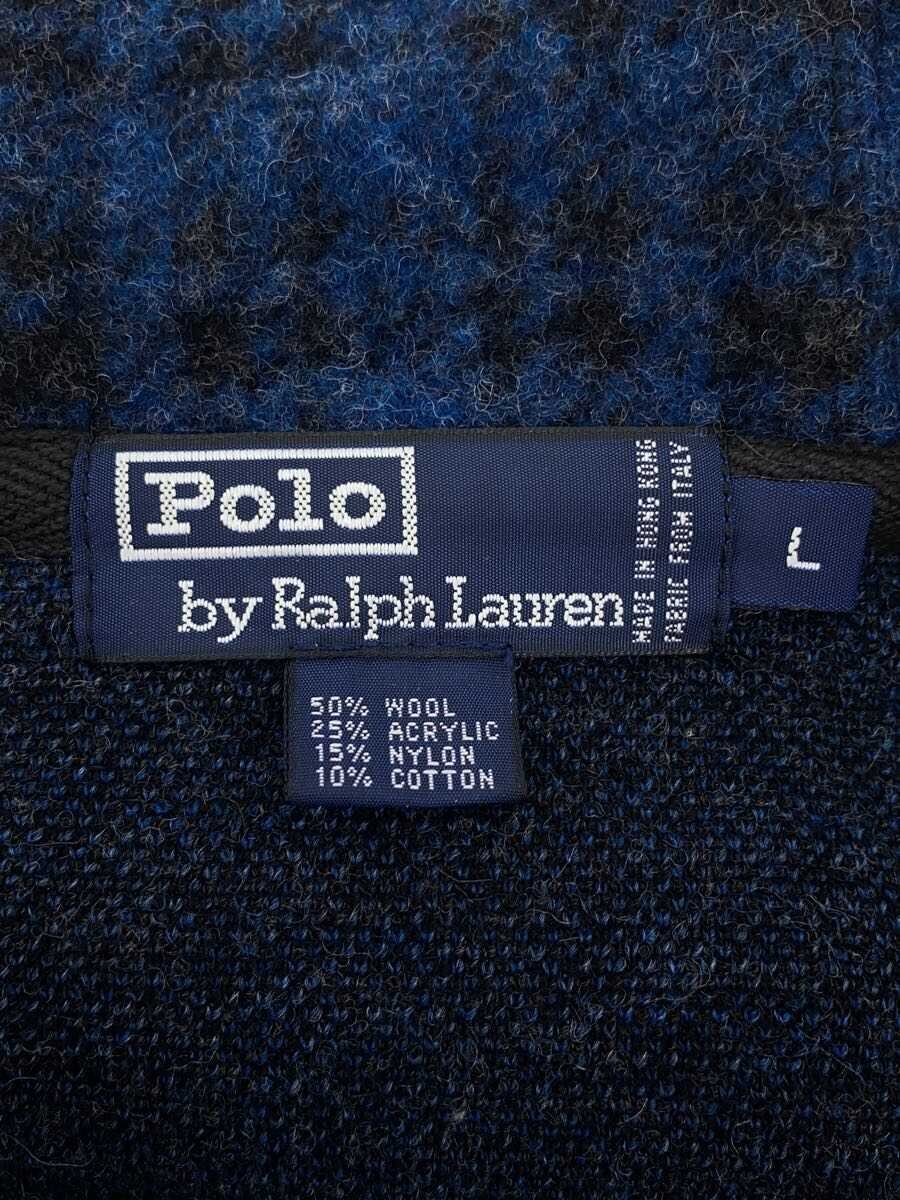 Polo
by Ralph Lauren
MADE IN HONG KONG
FABRIC FROM ITALY
L
50% WOOL
25% ACRYLIC
15% NYLON
10% COTTON